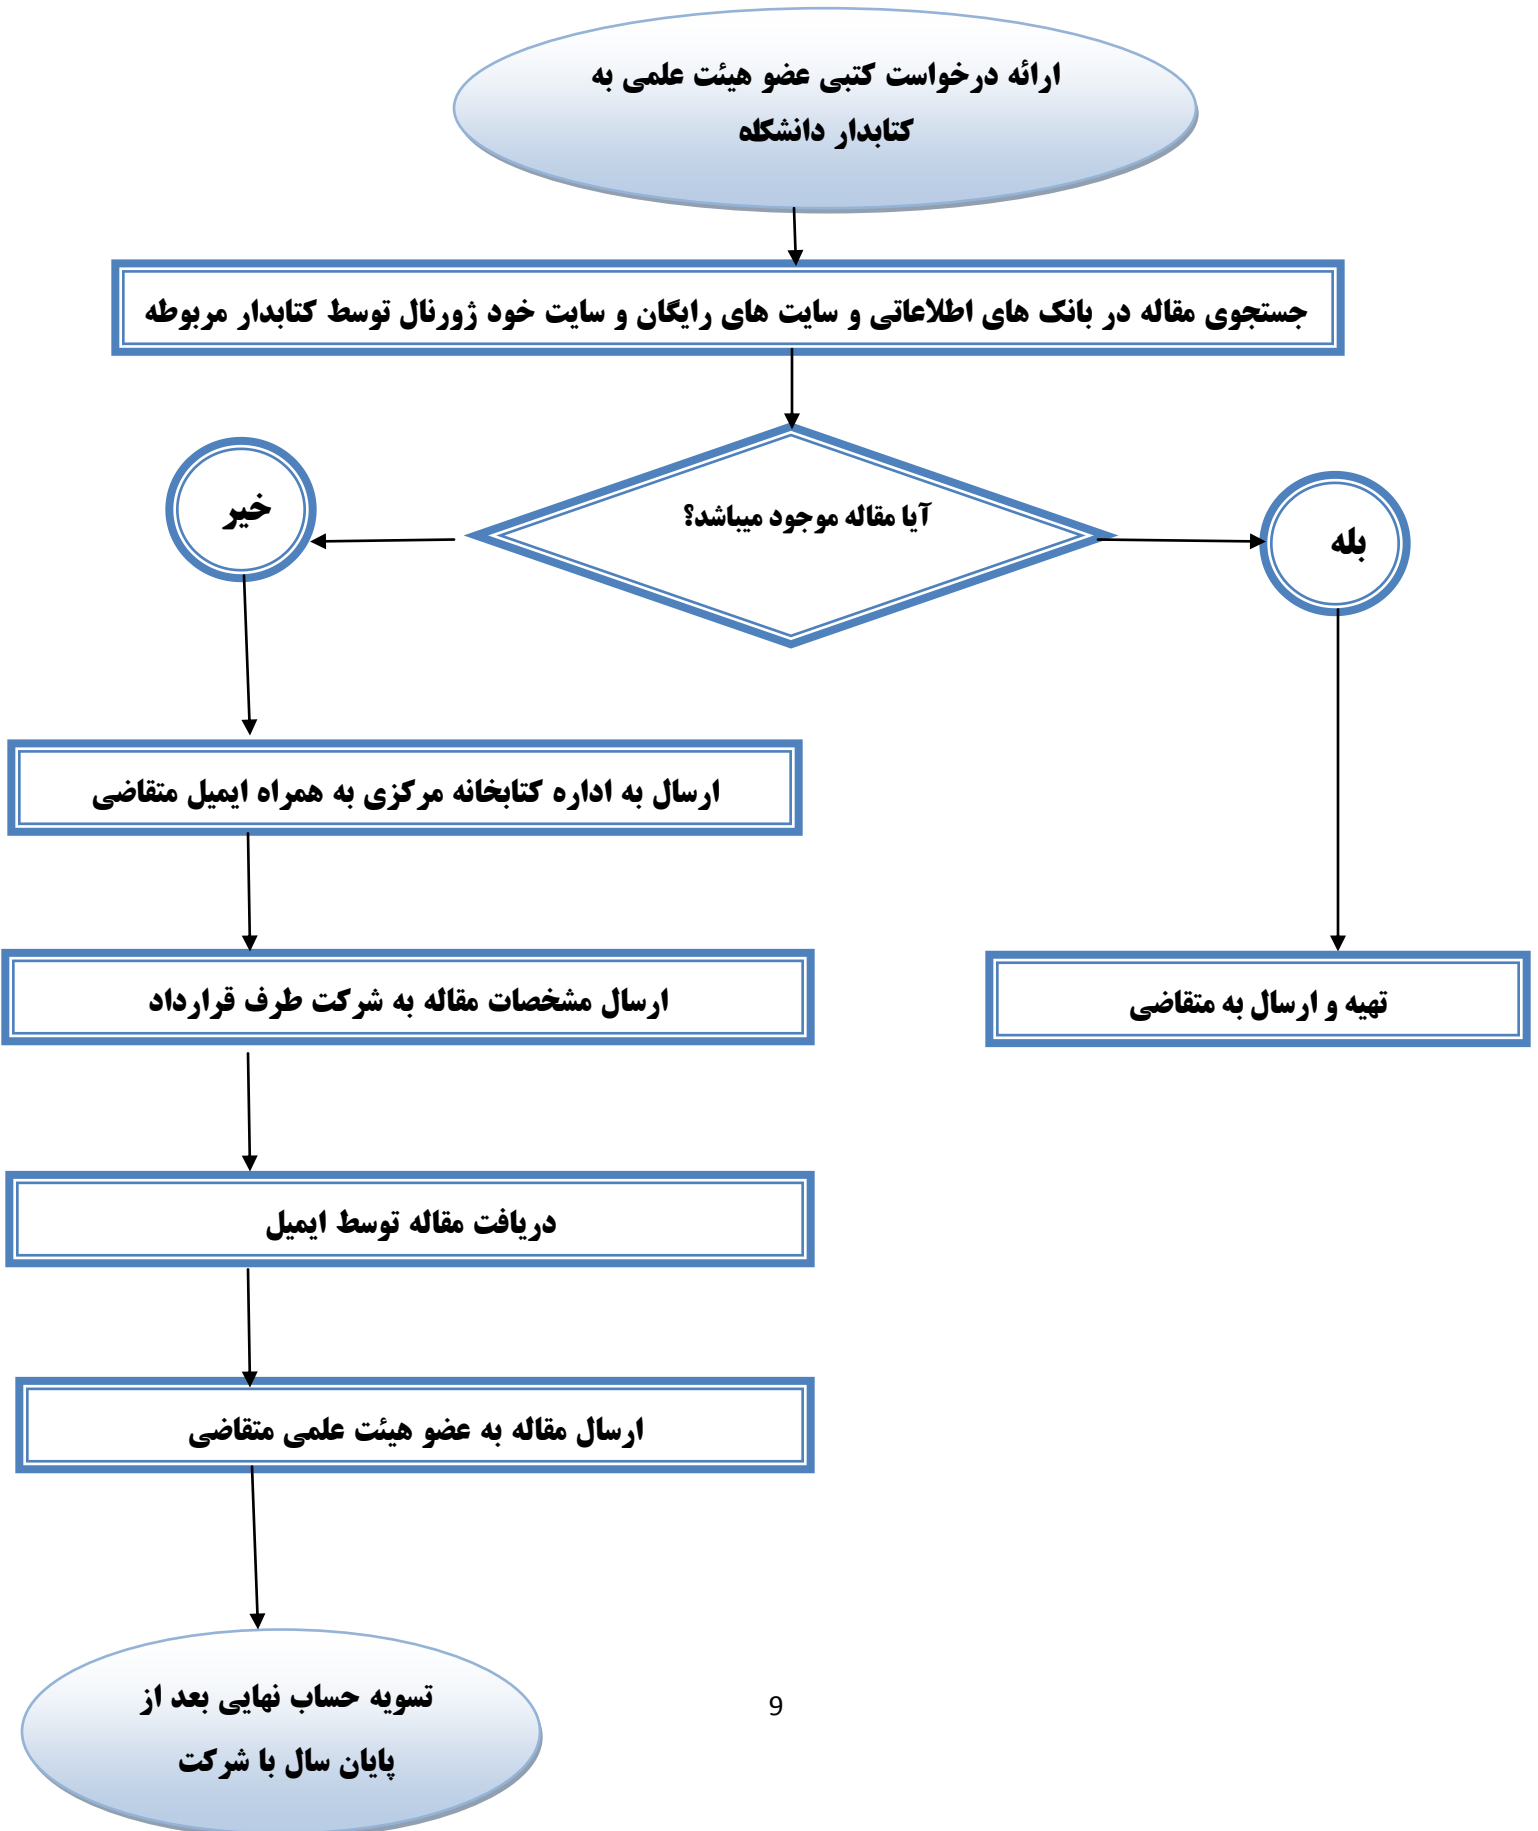 ارائه درخواست کتبی عضو هیئت علمی به
کتابدار دانشکاه
جستجوی مقاله در بانک های اطلاعاتی و سایت های رایگان و سایت خود ژورنال توسط کتابدار مربوطه
آیا مقاله موجود میباشد؟
بله
خیر
تهیه و ارسال به متقاضی
ارسال به اداره کتابخانه مرکزی به همراه ایمیل متقاضی
ارسال مشخصات مقاله به شرکت طرف قرارداد
دریافت مقاله توسط ایمیل
ارسال مقاله به عضو هیئت علمی متقاضی
تسویه حساب نهایی بعد از
پایان سال با شرکت
9